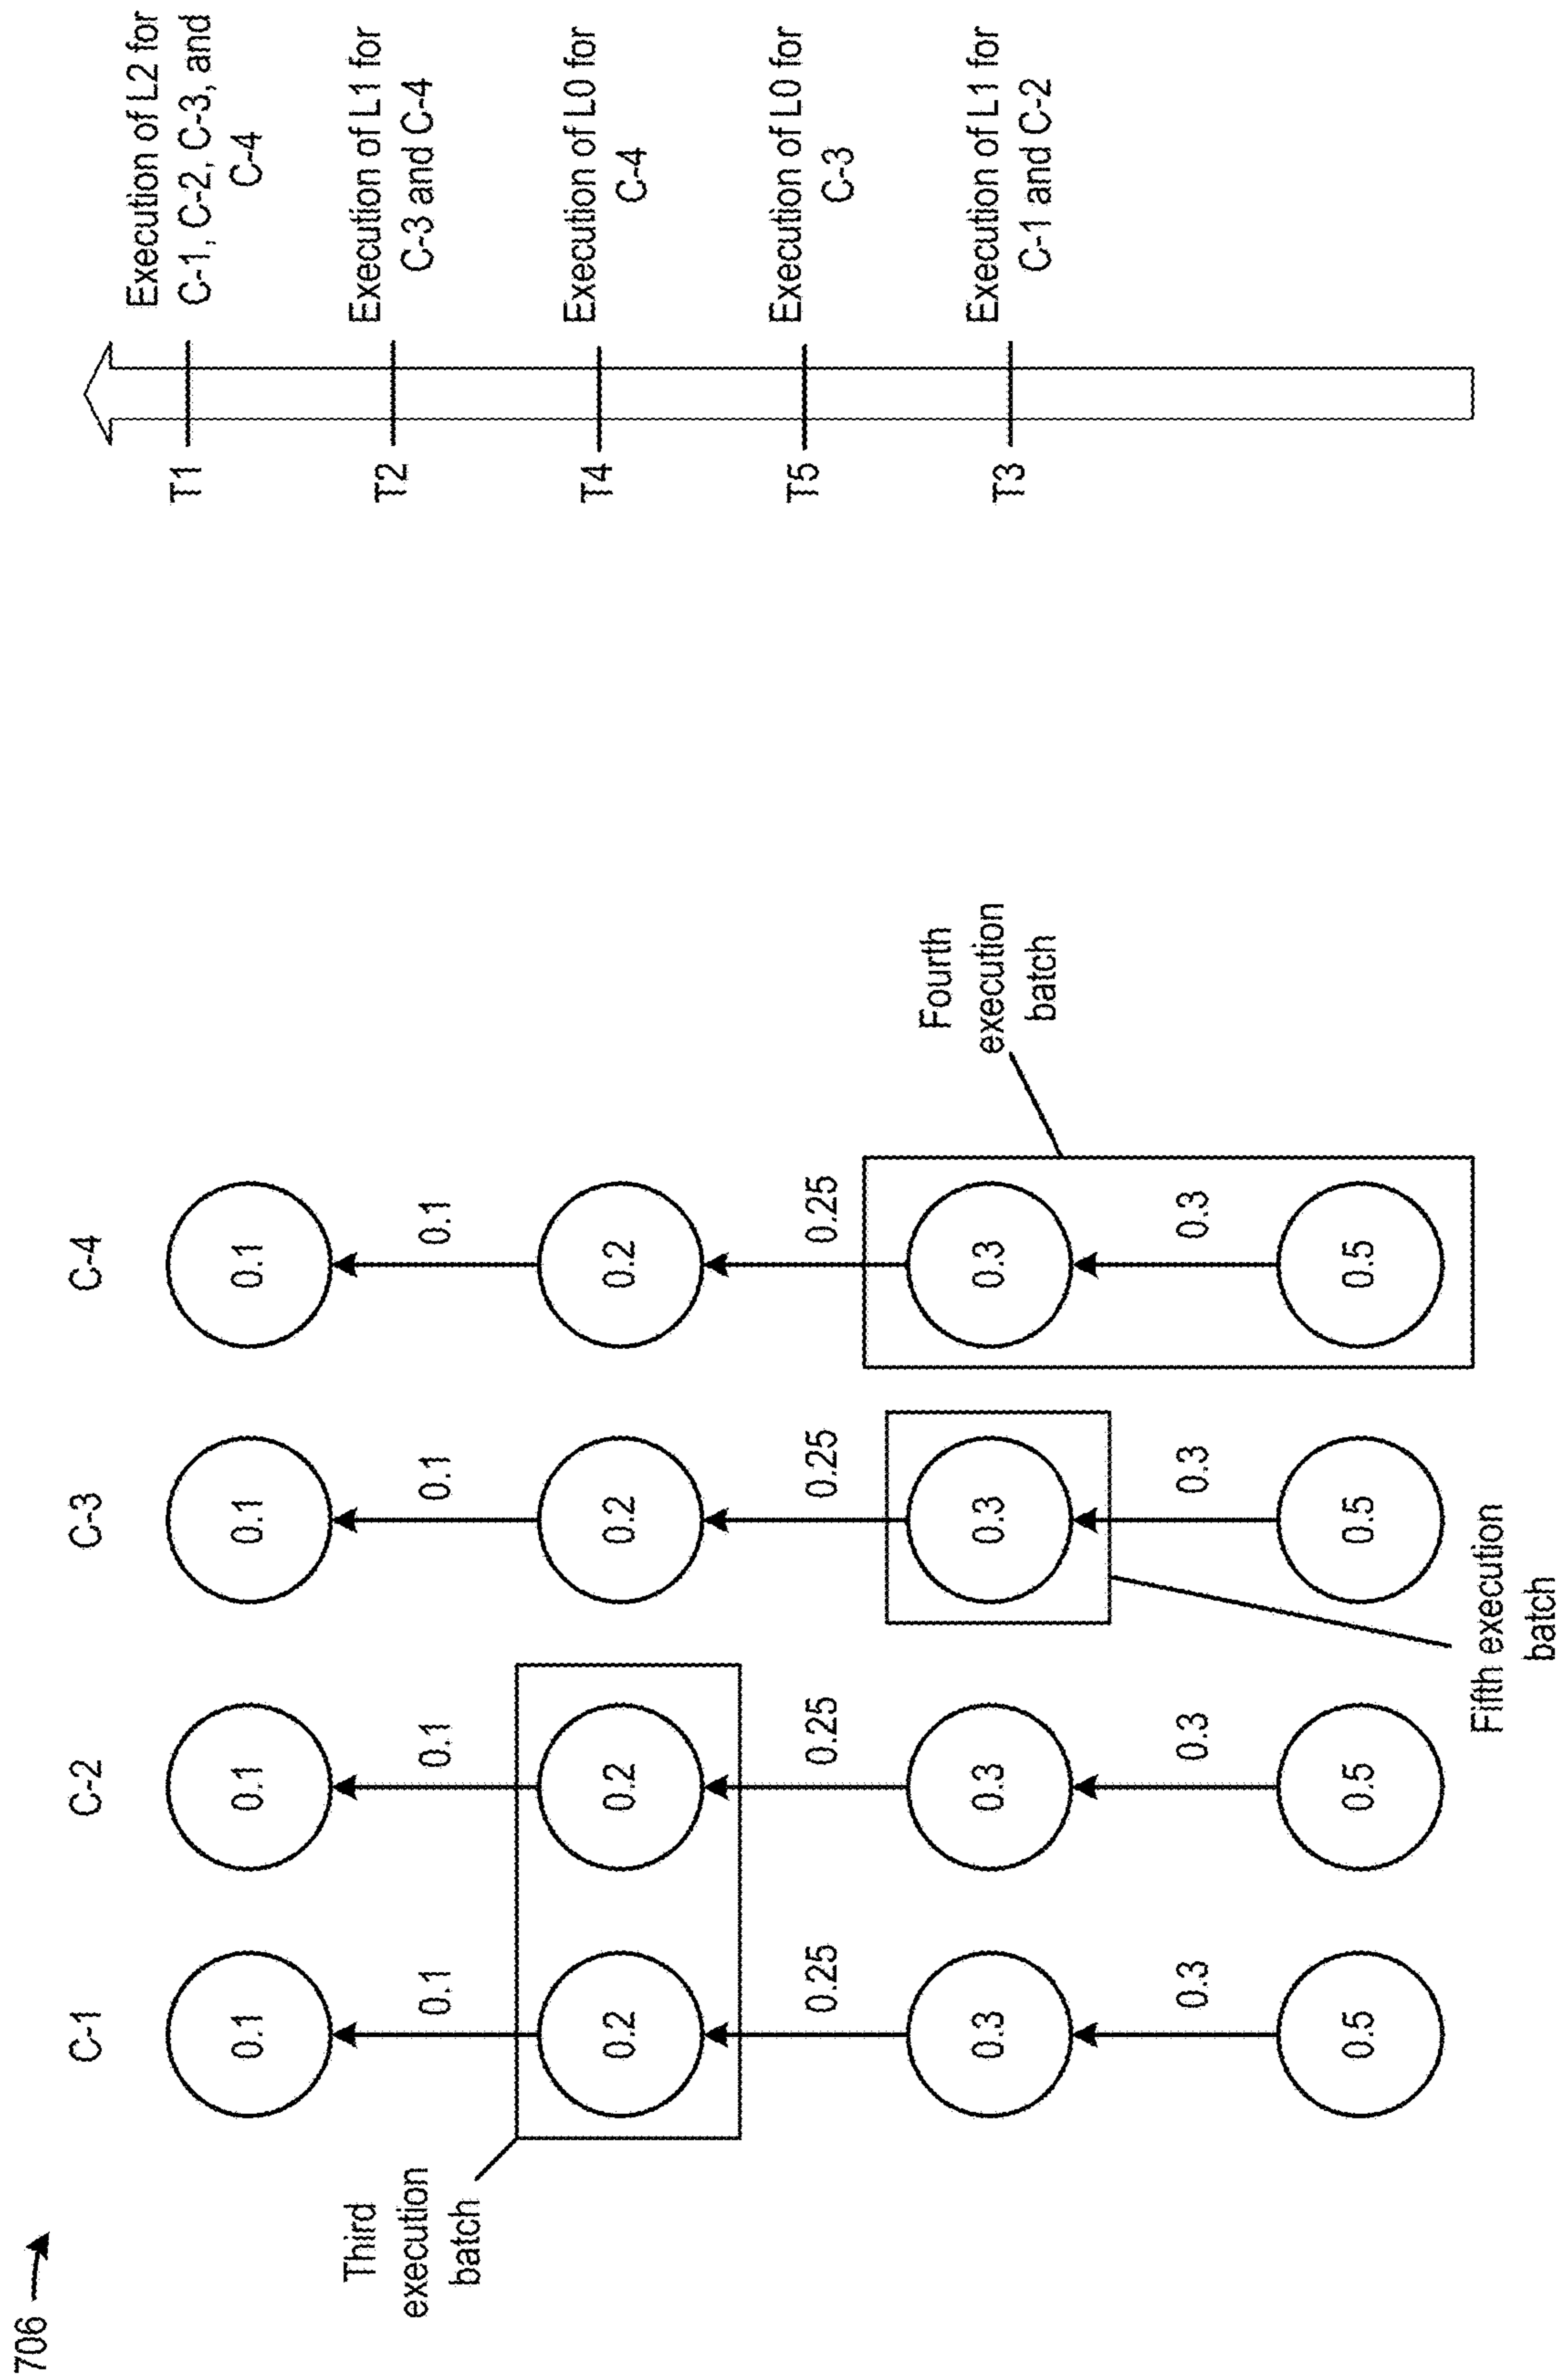 706
C-1
C-2
C-3
C-4
0.1
0.1
0.1
0.1
0.1
0.1
0.1
0.1
Third
execution
batch
0.2
0.2
0.2
0.2
0.25
0.25
0.25
0.25
0.3
0.3
0.3
0.3
Fourth
execution
batch
0.3
0.3
0.3
0.3
0.5
0.5
0.5
0.5
Fifth execution
batch
T1
Execution of L2 for
C-1, C-2, C-3, and
C-4
T2
Execution of L1 for
C-3 and C-4
T4
Execution of L0 for
C-4
T5
Execution of L0 for
C-3
T3
Execution of L1 for
C-1 and C-2